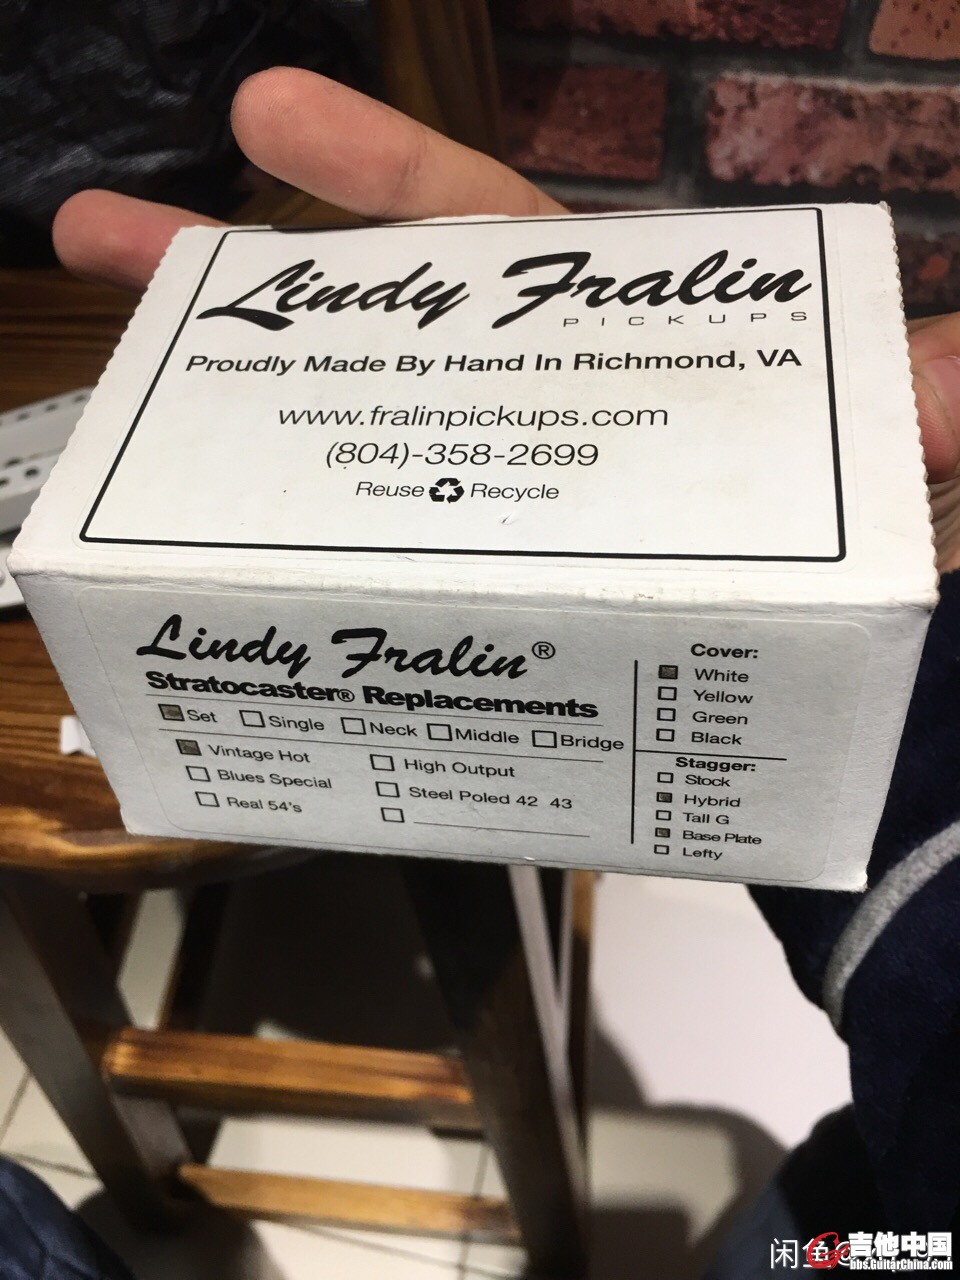 Lindy Fralin
PICKUPS
Proudly Made By Hand In Richmond, VA
www.fralinpickups.com
(804)-358-2699
Reuse Recycle
Lindy Fralin®
Stratocaster® Replacements
Set Single Neck Middle Bridge
Vintage Hot
Blues Special
Real 54's
High Output
Steel Poled 42 43
Cover:
White
Yellow
Green
Black
Stagger:
Stock
Hybrid
Tall G
Base Plate
Lefty
闲鱼@
吉他中国
bbs.GuitarChina.com